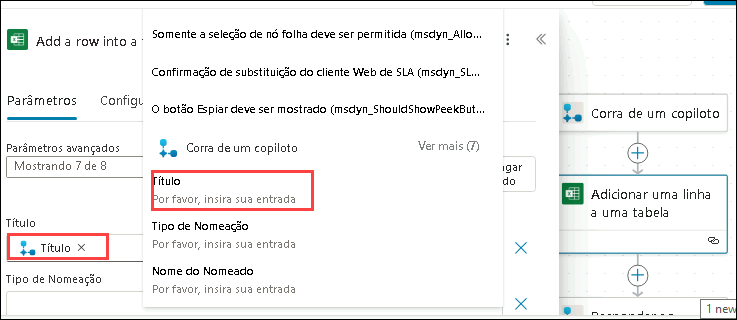 Add a row into a
Parâmetros
Configu
Parâmetros avançados
Mostrando 7 de 8
Título
Título ×
Tipo de Nomeação
Somente a seleção de nó folha deve ser permitida (msdyn_Allo...
Confirmação de substituição do cliente Web de SLA (msdyn_SL...
O botão Espiar deve ser mostrado (msdyn_ShouldShowPeekBut...
Corra de um copiloto
Ver mais (7)
Título
Por favor, insira sua entrada
Tipo de Nomeação
Por favor, insira sua entrada
Nome do Nomeado
Por favor, insira sua entrada
agar
do
Corra de um copiloto
Adicionar uma linha
a uma tabela
1 new